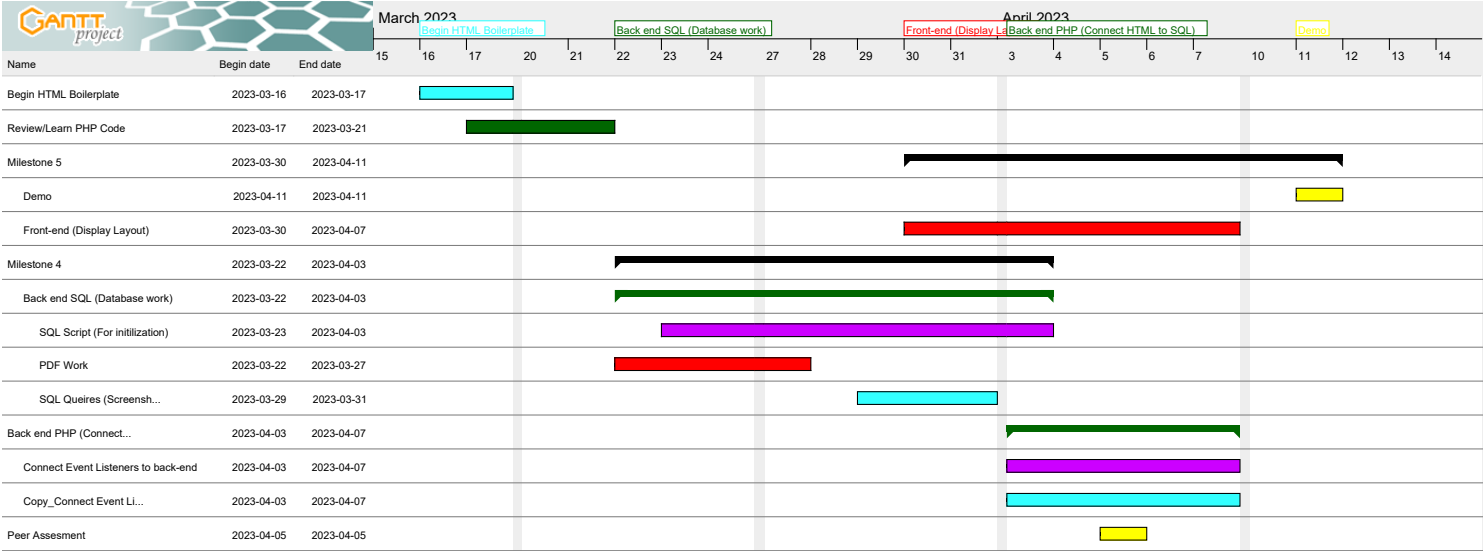 GANTT
project
March 2023
April 2023
Begin HTML Boilerplate
Back end SQL (Database work)
Front-end (Display La
Back end PHP (Connect HTML to SQL)
Demo
15 16 17 20 21 22 23 24 27 28 29 30 31 3 4 5 6 7 10 11 12 13 14
Name Begin date End date
Begin HTML Boilerplate 2023-03-16 2023-03-17
Review/Learn PHP Code 2023-03-17 2023-03-21
Milestone 5 2023-03-30 2023-04-11
Demo 2023-04-11 2023-04-11
Front-end (Display Layout) 2023-03-30 2023-04-07
Milestone 4 2023-03-22 2023-04-03
Back end SQL (Database work) 2023-03-22 2023-04-03
SQL Script (For initilization) 2023-03-23 2023-04-03
PDF Work 2023-03-22 2023-03-27
SQL Queires (Screensh... 2023-03-29 2023-03-31
Back end PHP (Connect... 2023-04-03 2023-04-07
Connect Event Listeners to back-end 2023-04-03 2023-04-07
Copy_Connect Event Li... 2023-04-03 2023-04-07
Peer Assesment 2023-04-05 2023-04-05